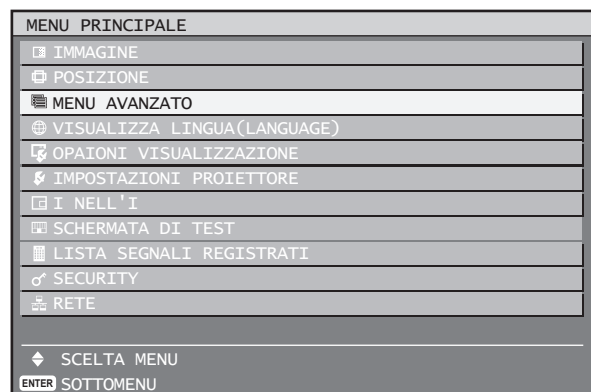 MENU PRINCIPALE
IMMAGINE
POSIZIONE
MENU AVANZATO
VISUALIZZA LINGUA(LANGUAGE)
OPAIONI VISUALIZZAZIONE
IMPOSTAZIONI PROIETTORE
I NELL'I
SCHERMATA DI TEST
LISTA SEGNALI REGISTRATI
SECURITY
RETE
SCELTA MENU
ENTER SOTTOMENU